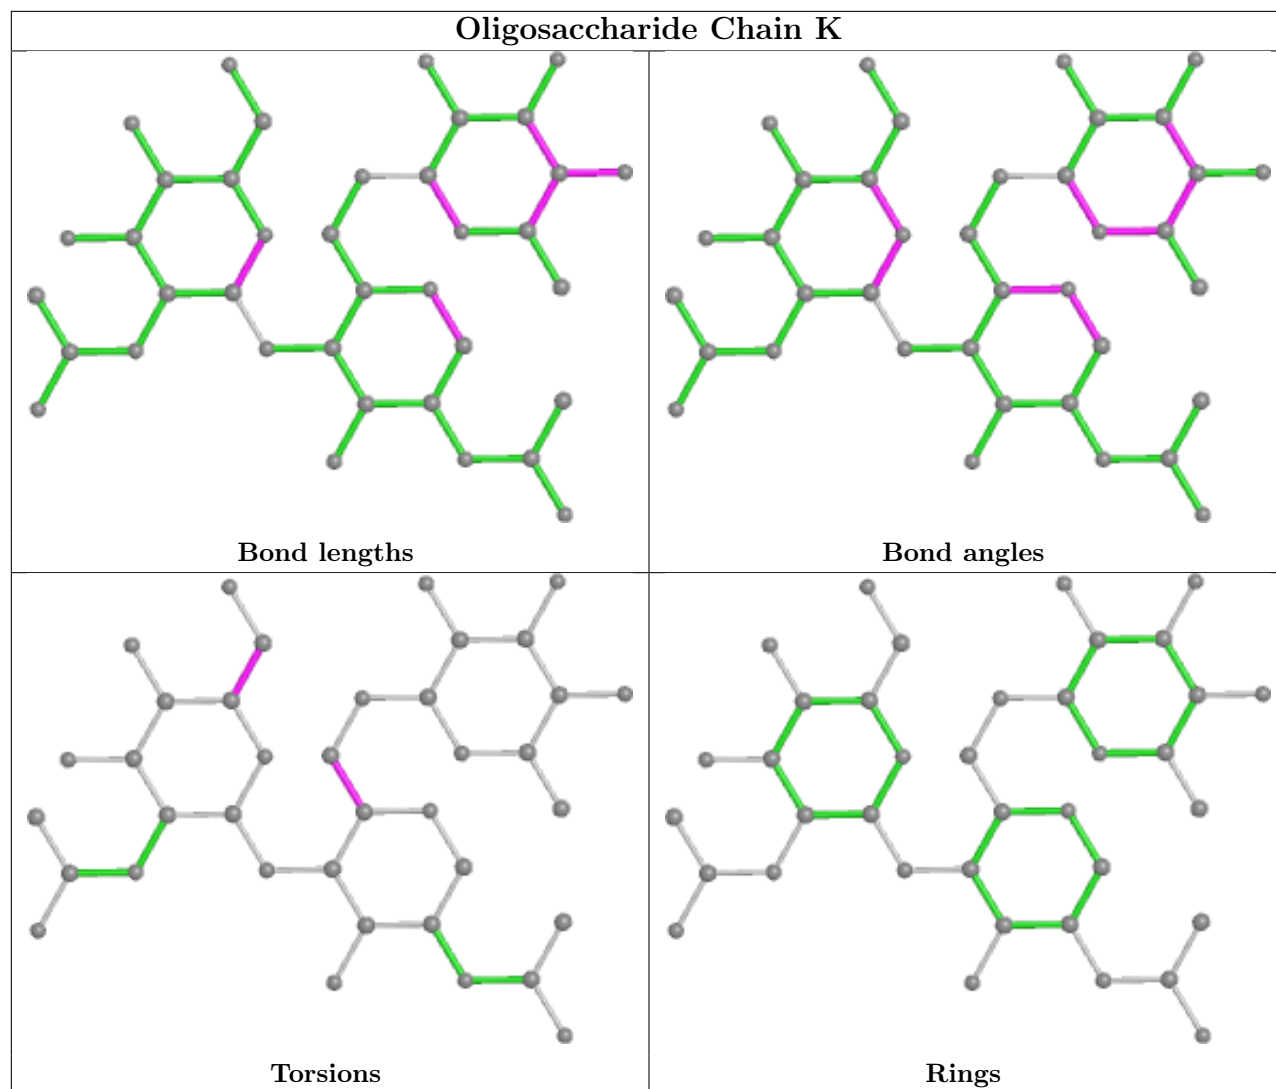 Oligosaccharide Chain K
Bond lengths
Bond angles
Torsions
Rings